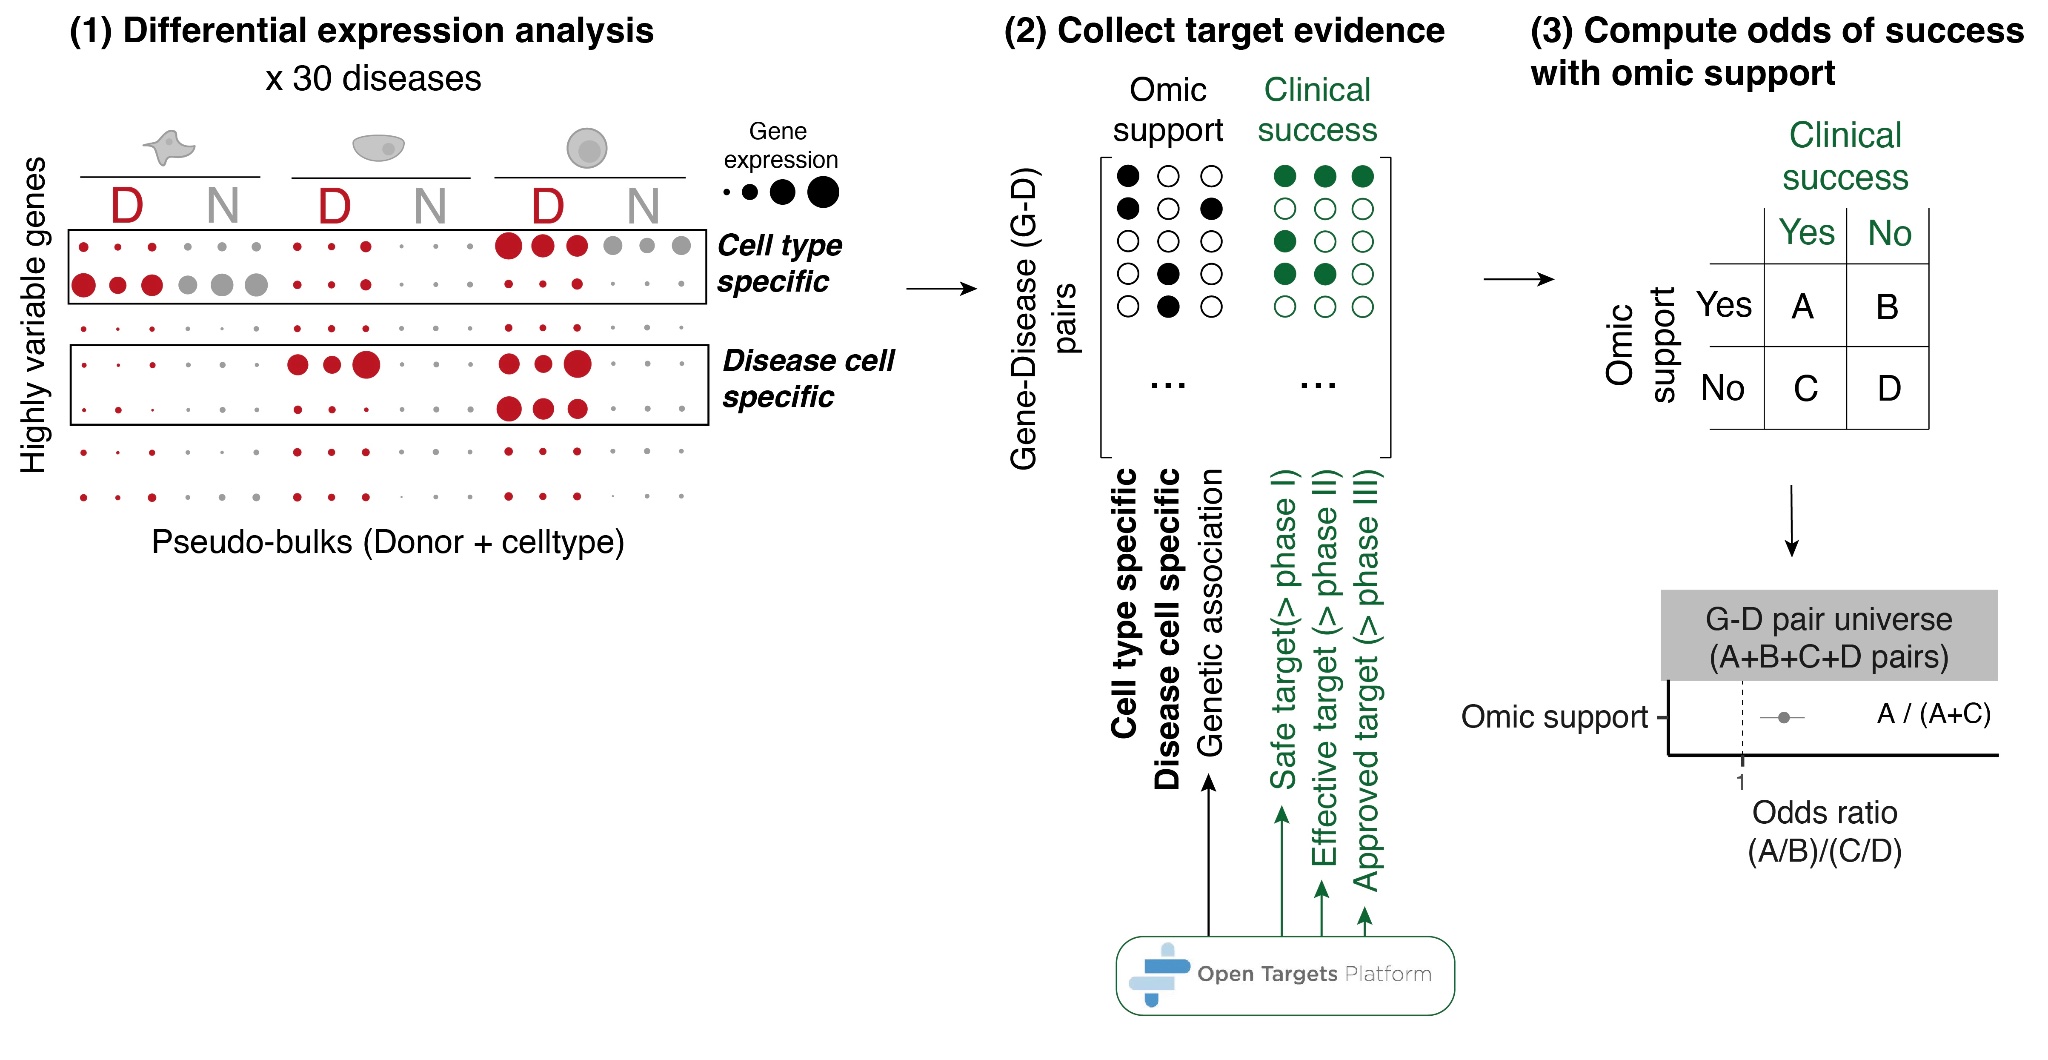 (1) Differential expression analysis
x 30 diseases
Highly variable genes
D N D N D N
Gene
expression
Cell type
specific
Disease cell
specific
Pseudo-bulks (Donor + celltype)
(2) Collect target evidence
Omic
support
Clinical
success
Gene-Disease (G-D)
pairs
...
...
Cell type specific
Disease cell specific
Genetic association
Safe target(> phase I)
Effective target (> phase II)
Approved target (> phase III)
Open Targets Platform
(3) Compute odds of success
with omic support
Clinical
success
Yes No
Omic
support
Yes A B
No C D
G-D pair universe
(A+B+C+D pairs)
Omic support
A / (A+C)
1
Odds ratio
(A/B)/(C/D)